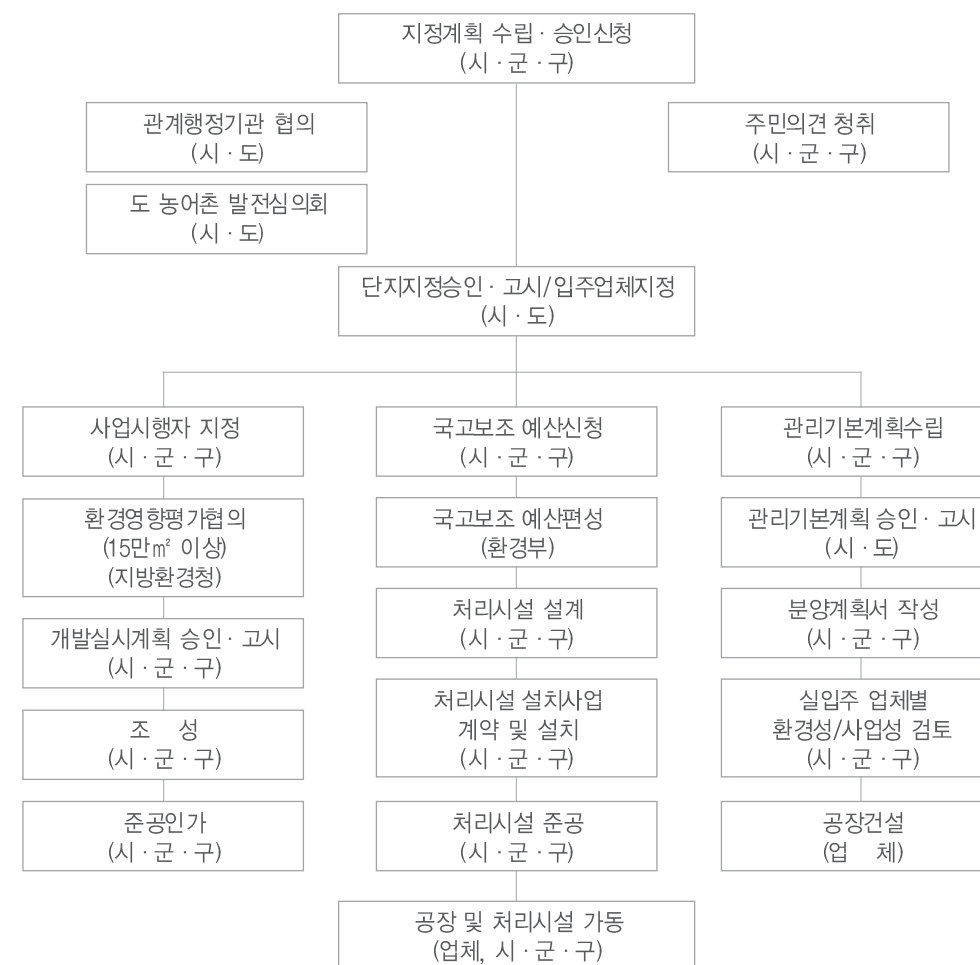 지정계획 수립 · 승인신청
(시 · 군 · 구)
관계행정기관 협의
(시 · 도)
주민의견 청취
(시 · 군 · 구)
도 농어촌 발전심의회
(시 · 도)
단지지정승인 · 고시/입주업체지정
(시 · 도)
사업시행자 지정
(시 · 군 · 구)
환경영향평가협의
(15만㎡ 이상)
(지방환경청)
개발실시계획 승인 · 고시
(시 · 군 · 구)
조 성
(시 · 군 · 구)
준공인가
(시 · 군 · 구)
국고보조 예산신청
(시 · 군 · 구)
국고보조 예산편성
(환경부)
처리시설 설계
(시 · 군 · 구)
처리시설 설치사업
계약 및 설치
(시 · 군 · 구)
처리시설 준공
(시 · 군 · 구)
관리기본계획수립
(시 · 군 · 구)
관리기본계획 승인 · 고시
(시 · 도)
분양계획서 작성
(시 · 군 · 구)
실입주 업체별
환경성/사업성 검토
(시 · 군 · 구)
공장건설
(업 체)
공장 및 처리시설 가동
(업체, 시 · 군 · 구)